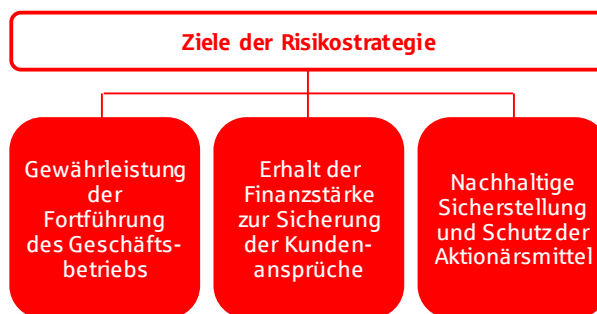 Ziele der Risikostrategie
Gewährleistung
der
Fortführung
des Geschäfts-
betriebs
Erhalt der
Finanzstärke
zur Sicherung
der Kunden-
ansprüche
Nachhaltige
Sicherstellung
und Schutz der
Aktionärsmittel